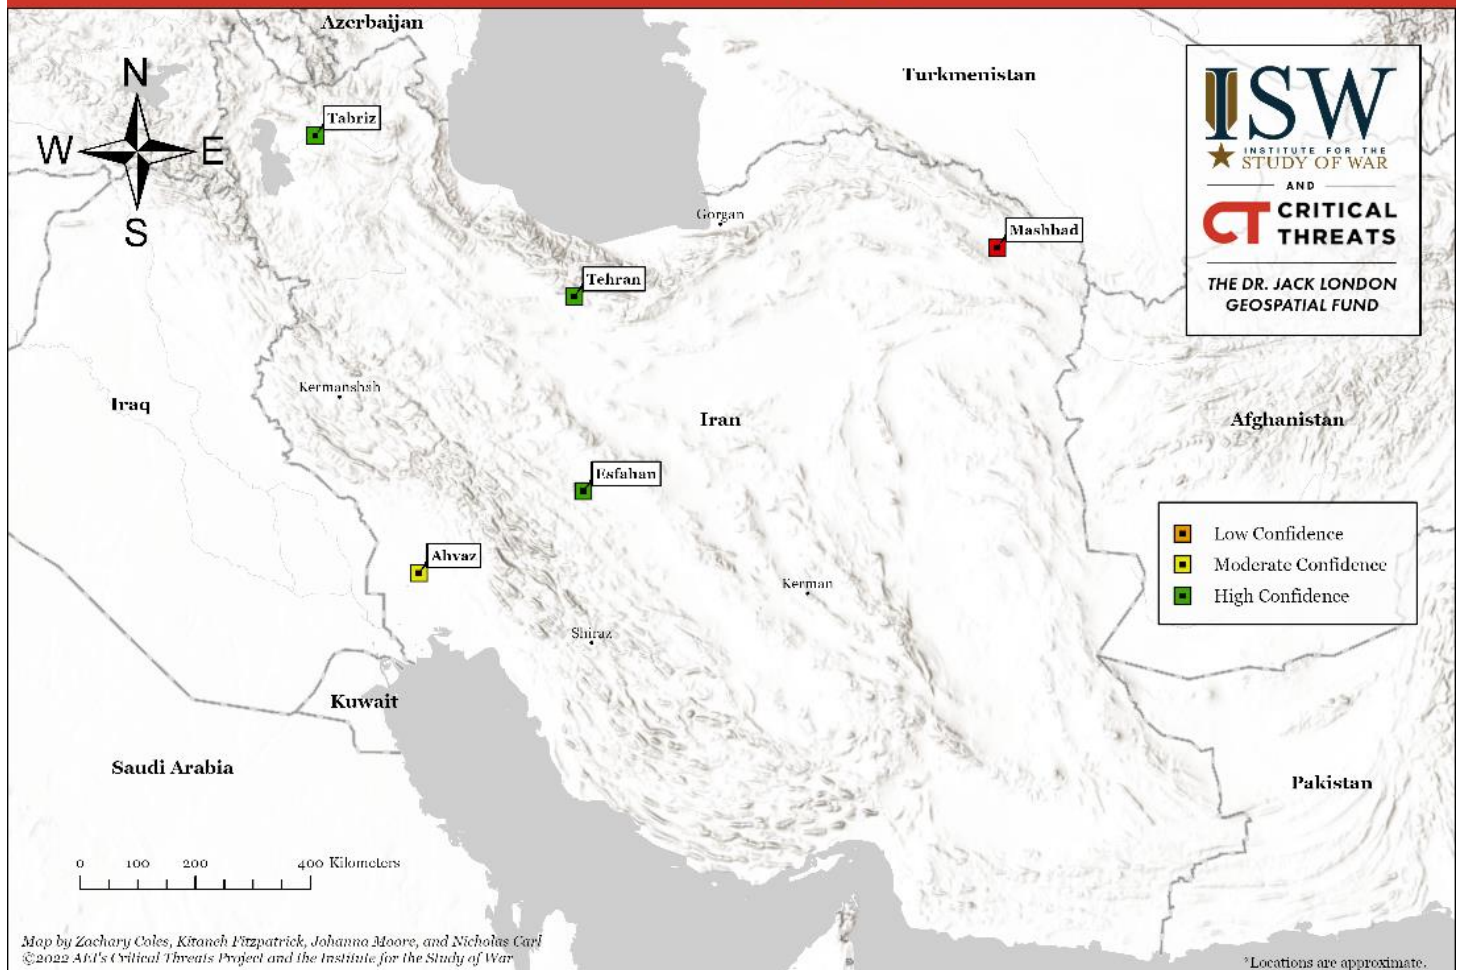 Azerbaijan
Turkmenistan
N
W
E
S
Tabriz
Gorgan
Mashhad
Tehran
ISW
INSTITUTE FOR THE
STUDY OF WAR
AND
CT CRITICAL
THREATS
THE DR. JACK LONDON
GEOSPATIAL FUND
Kermanshah
Iraq
Iran
Afghanistan
Esfahan
Ahvaz
Low Confidence
Moderate Confidence
High Confidence
Kerman
Shiraz
Kuwait
Saudi Arabia
Pakistan
0 100 200 400 Kilometers
Map by Zachary Coles, Kitaneh Fitzpatrick, Johanna Moore, and Nicholas Carl
©2022 AEI's Critical Threats Project and the Institute for the Study of War
*Locations are approximate.